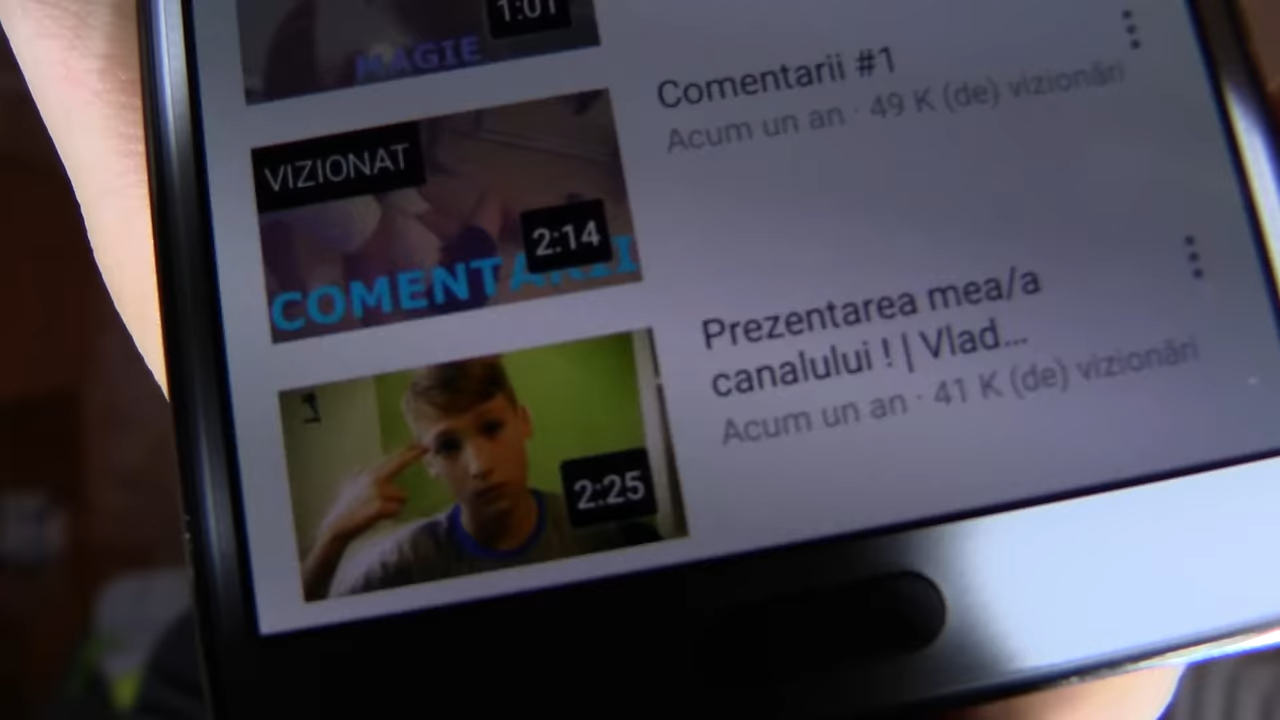 1:01
MAGIE
Comentarii #1
Acum un an · 49 K (de) vizionări
VIZIONAT
2:14
COMENTARII
Prezentarea mea/a
canalului ! | Vlad...
Acum un an · 41 K (de) vizionări
2:25